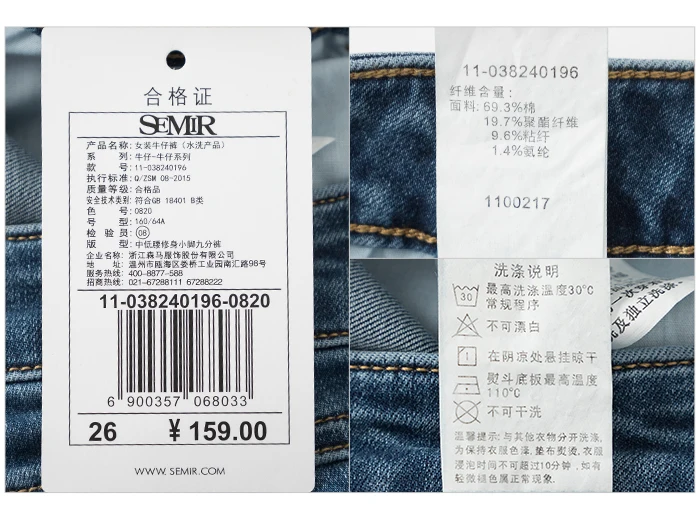 合格证
SEMIR
产品名称: 女装牛仔裤 (水洗产品)
系 列: 牛仔-牛仔系列
款 号: 11-038240196
执行标准: Q/ZSM 08-2015
质量等级: 合格品
安全技术类别: 符合GB 18401 B类
色 号: 0820
号 型: 160/64A
检 验 员: 08
版 型: 中低腰修身小脚九分裤
企业名称: 浙江森马服饰股份有限公司
地 址: 温州市瓯海区娄桥工业园南汇路98号
服务热线: 400-8877-588
招商热线: 021-67288111 67288222
11-038240196-0820
6 900357 068033
26 ¥ 159.00
WWW. SEMIR.COM
11-038240196
纤维含量:
面料: 69.3%棉
19.7%聚酯纤维
9.6%粘纤
1.4%氨纶
1100217
洗涤说明
30 最高洗涤温度30°C
常规程序
不可漂白
在阴凉处悬挂晾干
熨斗底板最高温度
110°C
不可干洗
温馨提示: 与其他衣物分开洗涤,
为保持衣服色泽, 垫布熨烫, 衣服
浸泡时间不可超过10分钟, 如有
轻微褪色属正常现象.